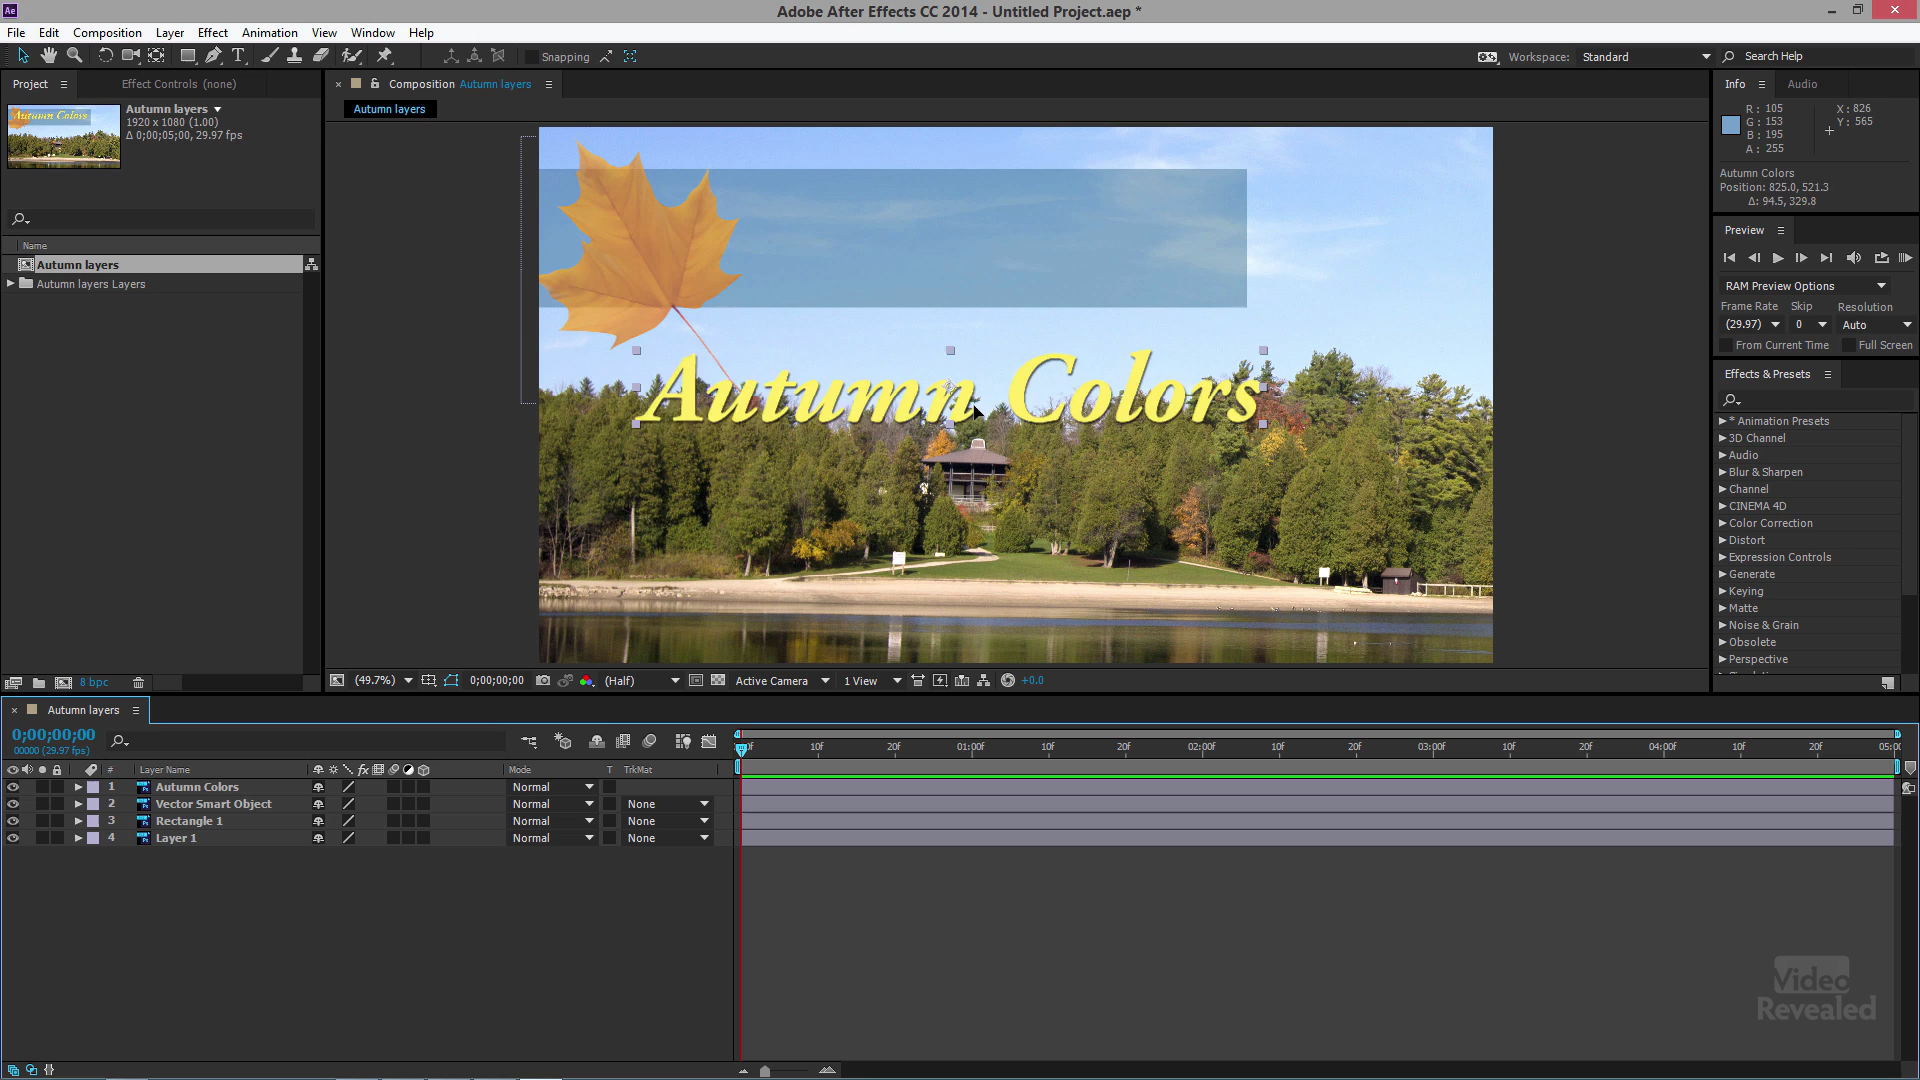 Ae
Adobe After Effects CC 2014 - Untitled Project.aep *
File Edit Composition Layer Effect Animation View Window Help
Snapping
Workspace: Standard
Search Help
Project
Effect Controls (none)
Autumn Colors
Autumn layers
1920 x 1080 (1.00)
Δ 0;00;05;00, 29.97 fps
Name
Autumn layers
Autumn layers Layers
8 bpc
Composition Autumn layers
Autumn layers
Autumn Colors
(49.7%)
0;00;00;00
(Half)
Active Camera
1 View
+0.0
Info
Audio
R : 105
G : 153
B : 195
A : 255
X : 826
Y : 565
Autumn Colors
Position: 825.0, 521.3
Δ: 94.5, 329.8
Preview
RAM Preview Options
Frame Rate Skip Resolution
(29.97) 0 Auto
From Current Time Full Screen
Effects & Presets
* Animation Presets
3D Channel
Audio
Blur & Sharpen
Channel
CINEMA 4D
Color Correction
Distort
Expression Controls
Generate
Keying
Matte
Noise & Grain
Obsolete
Perspective
Autumn layers
0;00;00;00
00000 (29.97 fps)
# Layer Name fx Mode T TrkMat
1 Autumn Colors Normal
2 Vector Smart Object Normal None
3 Rectangle 1 Normal None
4 Layer 1 Normal None
10f 20f 01:00f 10f 20f 02:00f 10f 20f 03:00f 10f 20f 04:00f 10f 20f 05:00
Video
Revealed